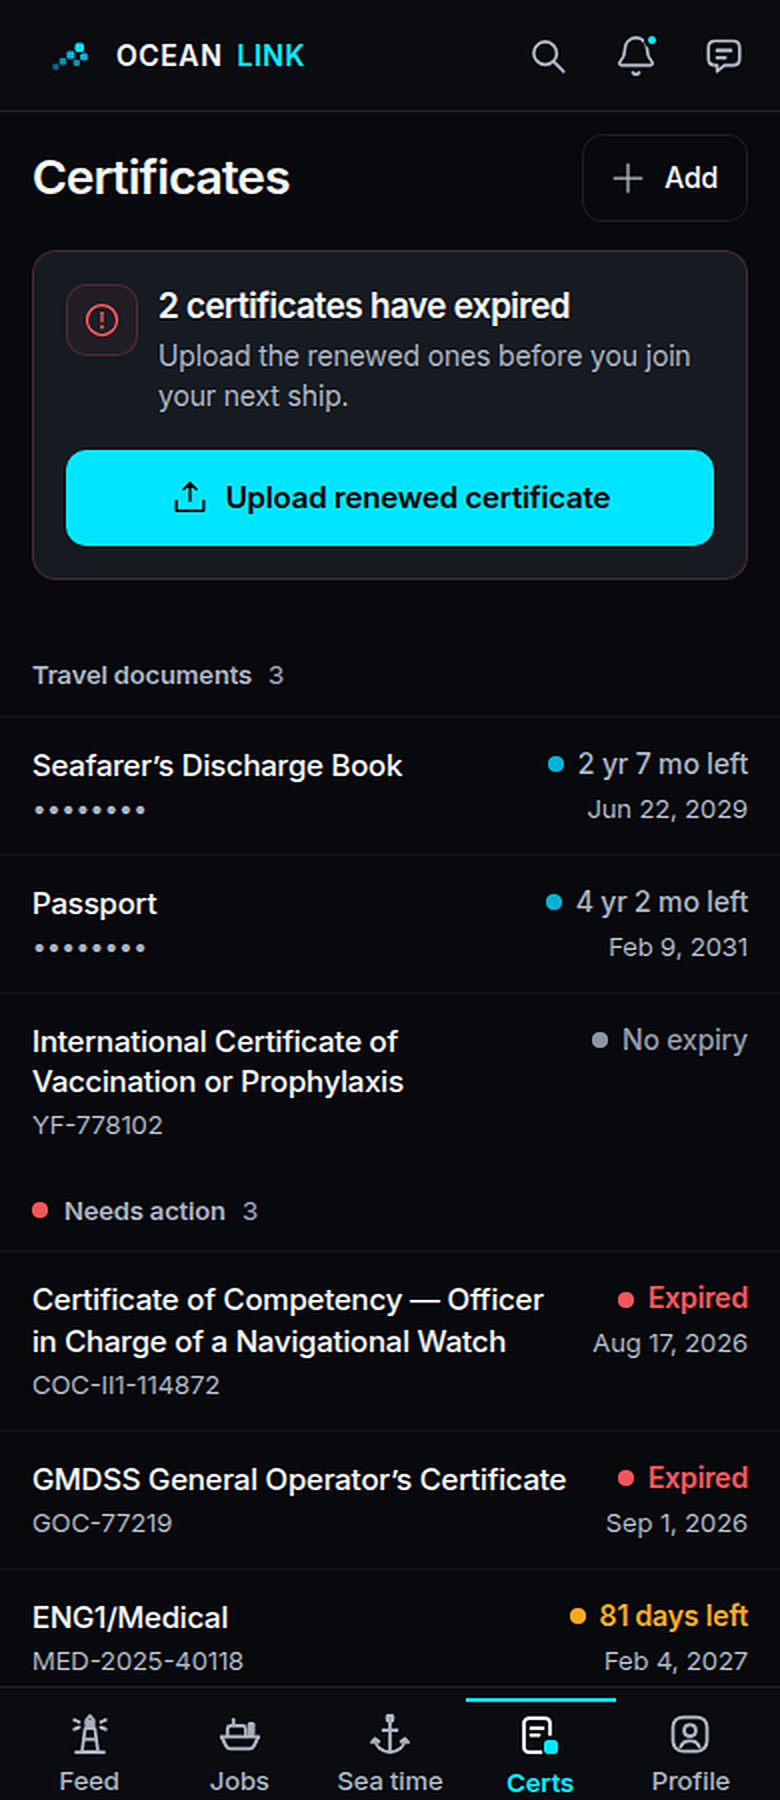 OCEAN LINK
Certificates
Add
2 certificates have expired
Upload the renewed ones before you join
your next ship.
Upload renewed certificate
Travel documents 3
Seafarer’s Discharge Book
2 yr 7 mo left
••••••••
Jun 22, 2029
Passport
4 yr 2 mo left
••••••••
Feb 9, 2031
International Certificate of
Vaccination or Prophylaxis
No expiry
YF-778102
Needs action 3
Certificate of Competency — Officer
in Charge of a Navigational Watch
Expired
Aug 17, 2026
COC-II1-114872
GMDSS General Operator’s Certificate
Expired
GOC-77219
Sep 1, 2026
ENG1/Medical
81 days left
MED-2025-40118
Feb 4, 2027
Feed
Jobs
Sea time
Certs
Profile